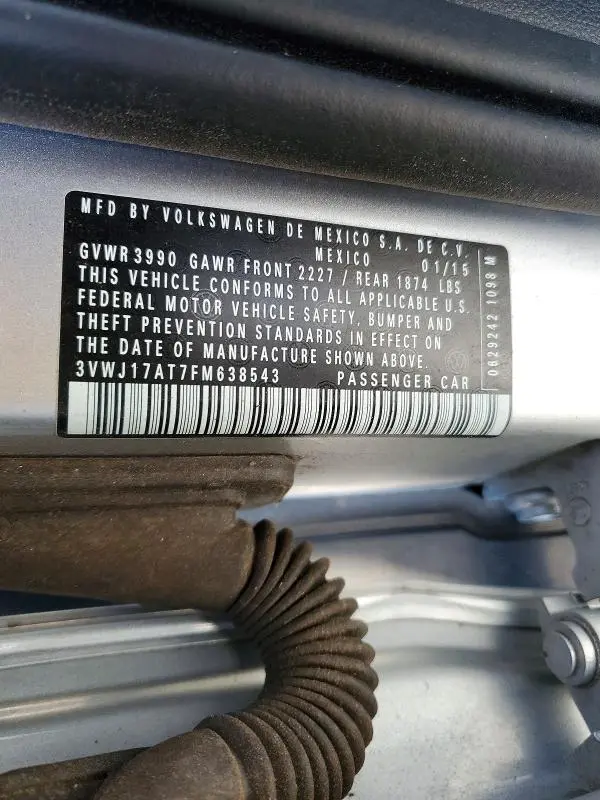 MFD BY VOLKSWAGEN DE MEXICO S.A. DE C.V.
MEXICO 01/15
GVWR 3990 GAWR FRONT 2227 / REAR 1874 LBS
THIS VEHICLE CONFORMS TO ALL APPLICABLE U.S.
FEDERAL MOTOR VEHICLE SAFETY, BUMPER AND
THEFT PREVENTION STANDARDS IN EFFECT ON
THE DATE OF MANUFACTURE SHOWN ABOVE.
3VWJ17AT7FM638543 PASSENGER CAR
0629242 1098 M